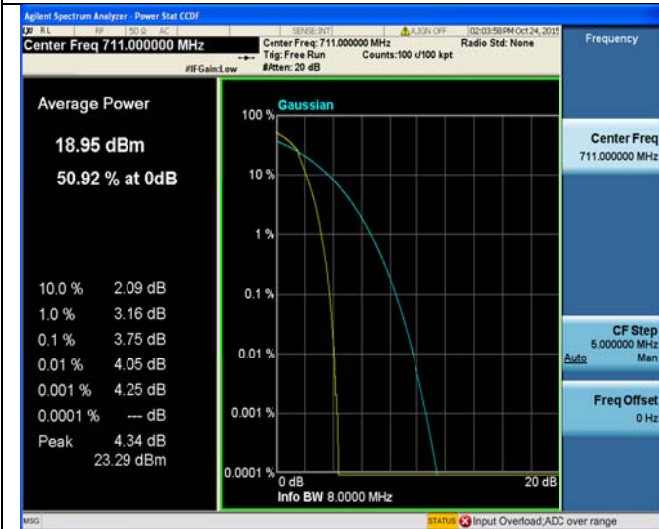 Agilent Spectrum Analyzer - Power Stat CCDF
RL RF 50 Ω AC SENSE:INT ALIGN OFF 02:03:58 PM Oct 24, 2015
Center Freq 711.000000 MHz
Center Freq: 711.000000 MHz Radio Std: None
Trig: Free Run Counts:100 k/100 kpt
#IFGain:Low #Atten: 20 dB
Frequency
Average Power
18.95 dBm
50.92 % at 0dB
10.0 % 2.09 dB
1.0 % 3.16 dB
0.1 % 3.75 dB
0.01 % 4.05 dB
0.001 % 4.25 dB
0.0001 % --- dB
Peak 4.34 dB
23.29 dBm
Gaussian
100 %
10 %
1 %
0.1 %
0.01 %
0.001 %
0.0001 %
0 dB 20 dB
Info BW 8.0000 MHz
Center Freq
711.000000 MHz
CF Step
5.000000 MHz
Auto Man
Freq Offset
0 Hz
MSG STATUS Input Overload;ADC over range